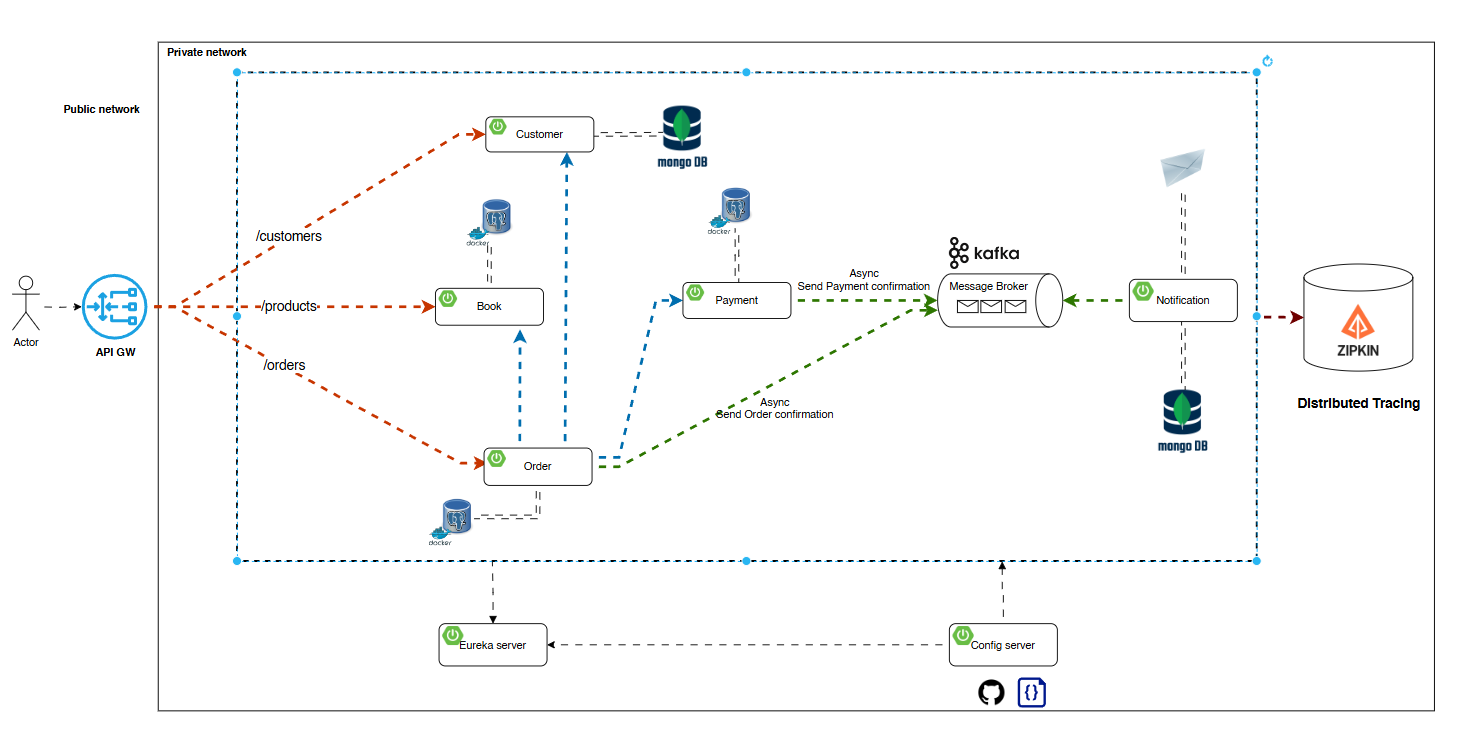 Private network
Public network
Customer
mongo DB
/customers
docker
docker
kafka
Async
Send Payment confirmation
Message Broker
/products
Book
Payment
Notification
Actor
API GW
ZIPKIN
/orders
Distributed Tracing
Async
Send Order confirmation
mongo DB
Order
docker
Eureka server
Config server
{}